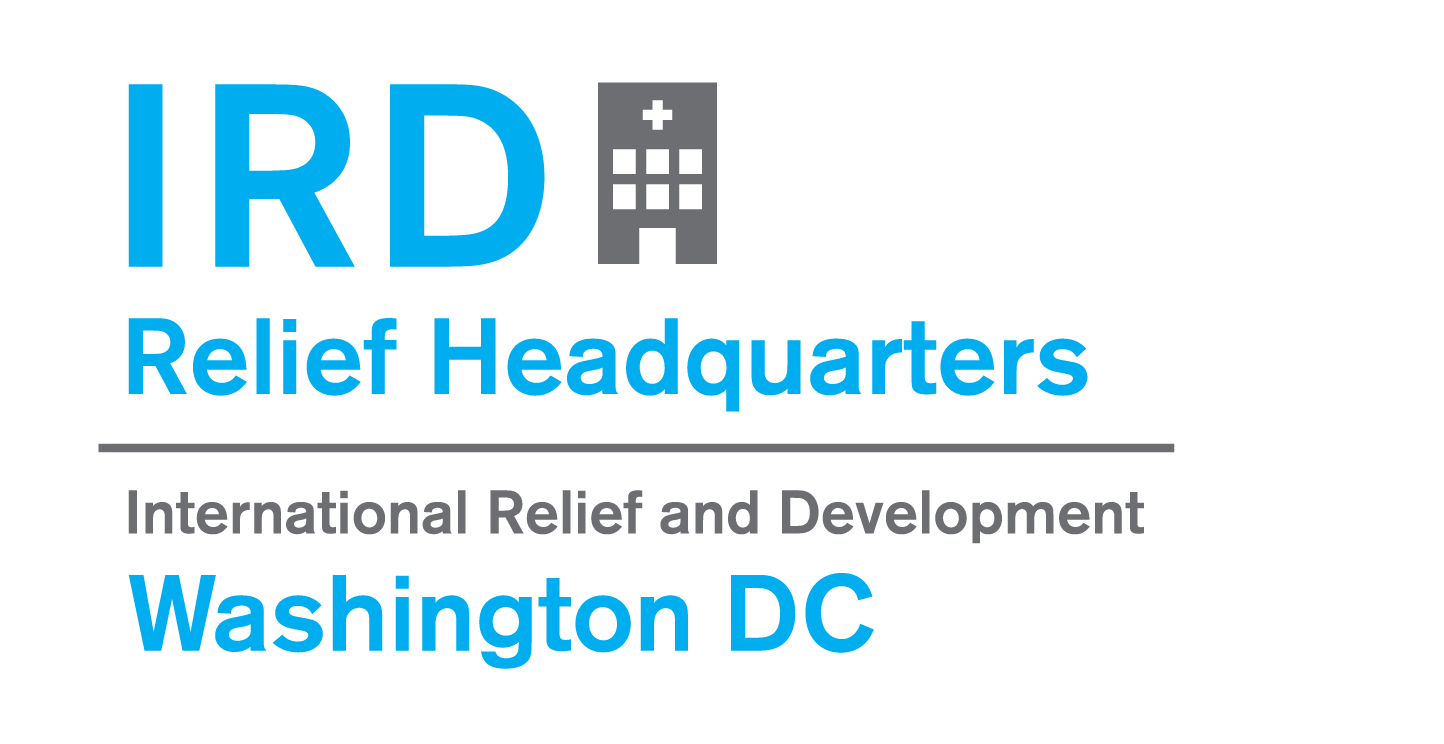 IRD
Relief Headquarters
International Relief and Development
Washington DC